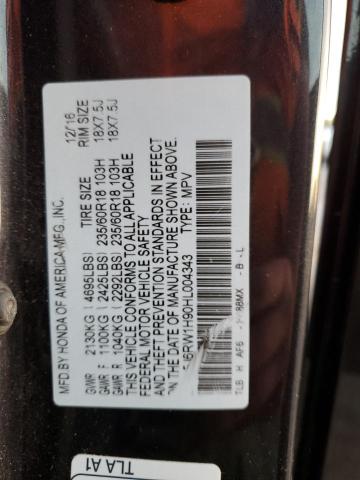 MFD.BY HONDA OF AMERICA MFG.,INC. 12/16
TIRE SIZE RIM SIZE
GVWR 2130KG (4695LBS)
GAWR F 1100KG (2425LBS) 235/60R18 103H 18X7.5J
GAWR R 1040KG (2292LBS) 235/60R18 103H 18X7.5J
THIS VEHICLE CONFORMS TO ALL APPLICABLE
FEDERAL MOTOR VEHICLE SAFETY
AND THEFT PREVENTION STANDARDS IN EFFECT
ON THE DATE OF MANUFACTURE SHOWN ABOVE.
TYPE: MPV
TLB H AF6 -B -L
TLA A1